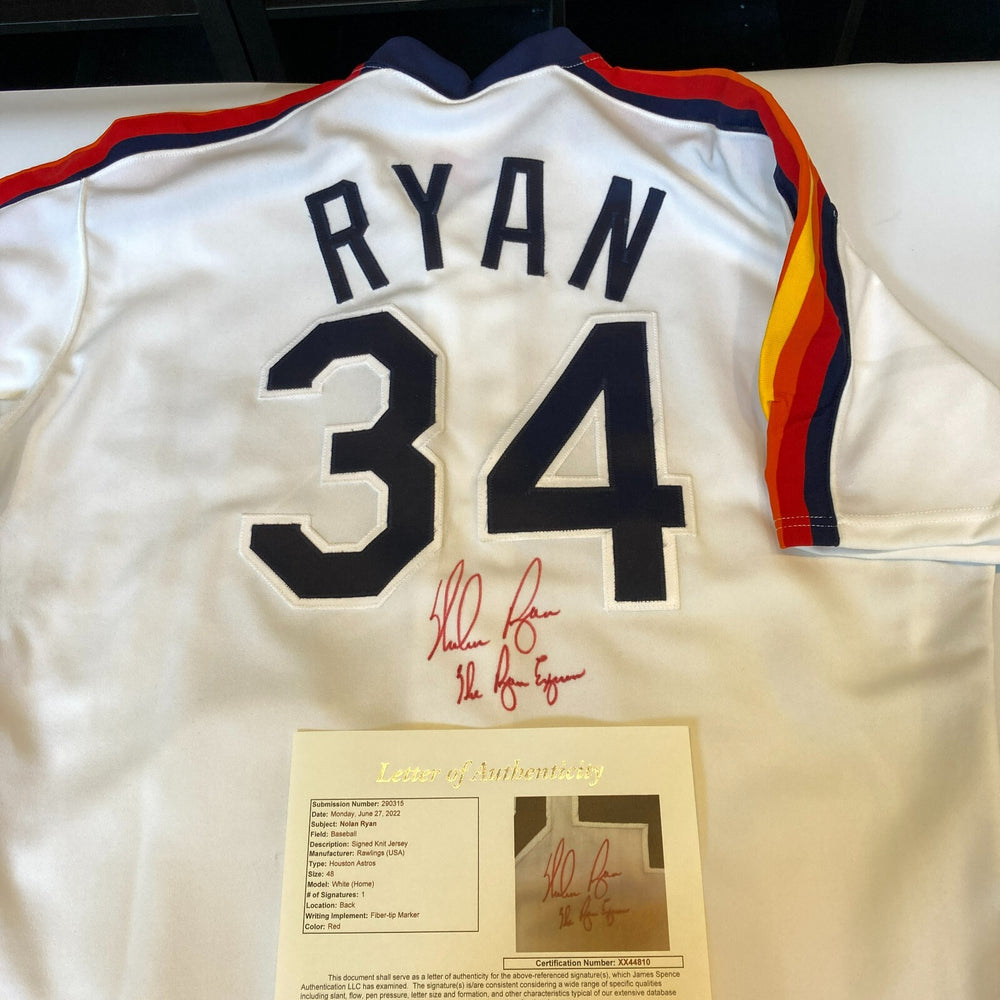 RYAN
34
Nolan Ryan
The Ryan Express
Letter of Authenticity
Submission Number: 290315
Date: Monday, June 27, 2022
Subject: Nolan Ryan
Field: Baseball
Description: Signed Knit Jersey
Manufacturer: Rawlings (USA)
Type: Houston Astros
Size: 48
Model: White (Home)
# of Signatures: 1
Location: Back
Writing Implement: Fiber-tip Marker
Color: Red
Nolan Ryan
The Ryan Express
Certification Number: XX44810
This document shall serve as a letter of authenticity for the above-referenced signature(s), which James Spence
Authentication LLC has examined. The signature(s) is/are consistent considering a wide range of specific qualities
including slant, flow, pen pressure, letter size and formation, and other characteristics typical of our extensive database